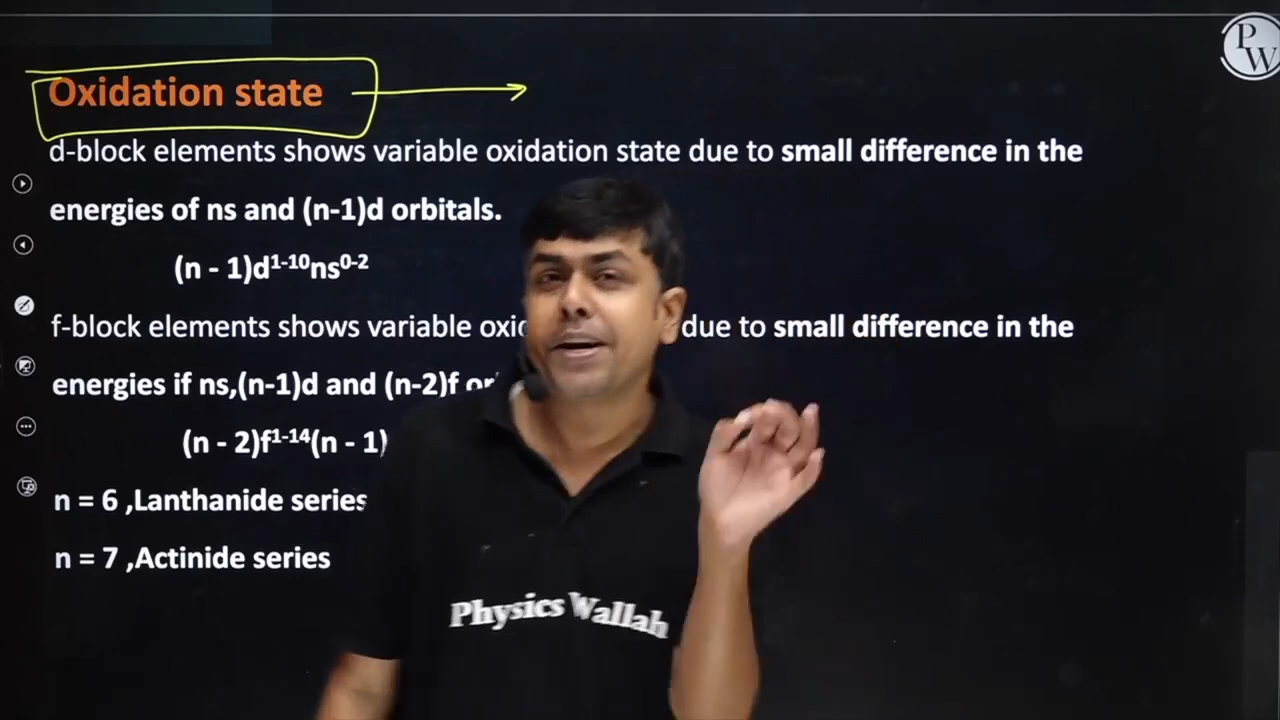 Oxidation state
d-block elements shows variable oxidation state due to small difference in the
energies of ns and (n-1)d orbitals.
(n - 1)d¹⁻¹⁰ns⁰⁻²
f-block elements shows variable due to small difference in the
energies if ns,(n-1)d and (n-2)f
(n - 2)f¹⁻¹⁴(n - 1)
n = 6 ,Lanthanide series
n = 7 ,Actinide series
Physics Wallah
PW